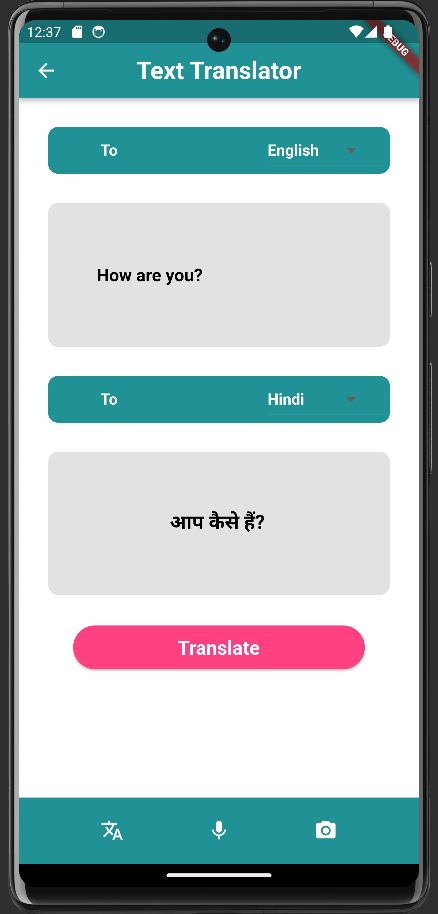 12:37
DEBUG
Text Translator
To English
How are you?
To Hindi
आप कैसे हैं?
Translate